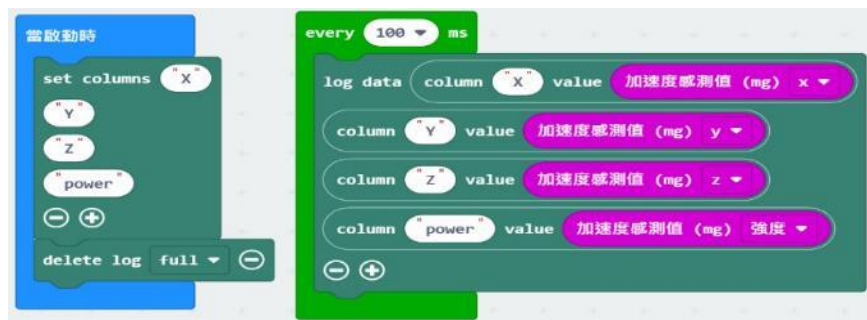 當啟動時
set columns "X"
"Y"
"Z"
"power"
delete log full
every 100 ms
log data column "X" value 加速度感測值 (mg) x
column "Y" value 加速度感測值 (mg) y
column "Z" value 加速度感測值 (mg) z
column "power" value 加速度感測值 (mg) 強度